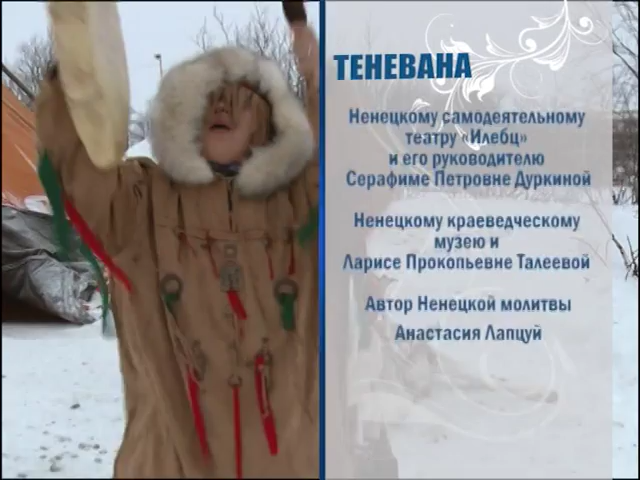 ТЕНЕВАНА
Ненецкому самодеятельному
театру «Илебц»
и его руководителю
Серафиме Петровне Дуркиной
Ненецкому краеведческому
музею и
Ларисе Прокопьевне Талеевой
Автор Ненецкой молитвы
Анастасия Лапцуй